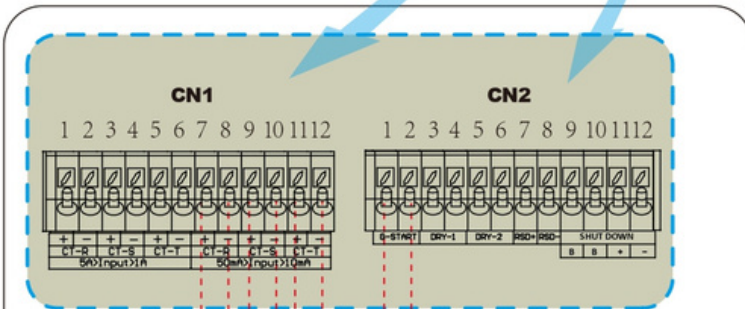 CN1
CN2
1 2 3 4 5 6 7 8 9 10 11 12
1 2 3 4 5 6 7 8 9 10 11 12
+ − + − + − + − + − + −
CT-R CT-S CT-T CT-R CT-S CT-T
5A>Input>1A 50mA>Input>10mA
G-START DRY-1 DRY-2 RSD+ RSD- SHUT DOWN
B B + −